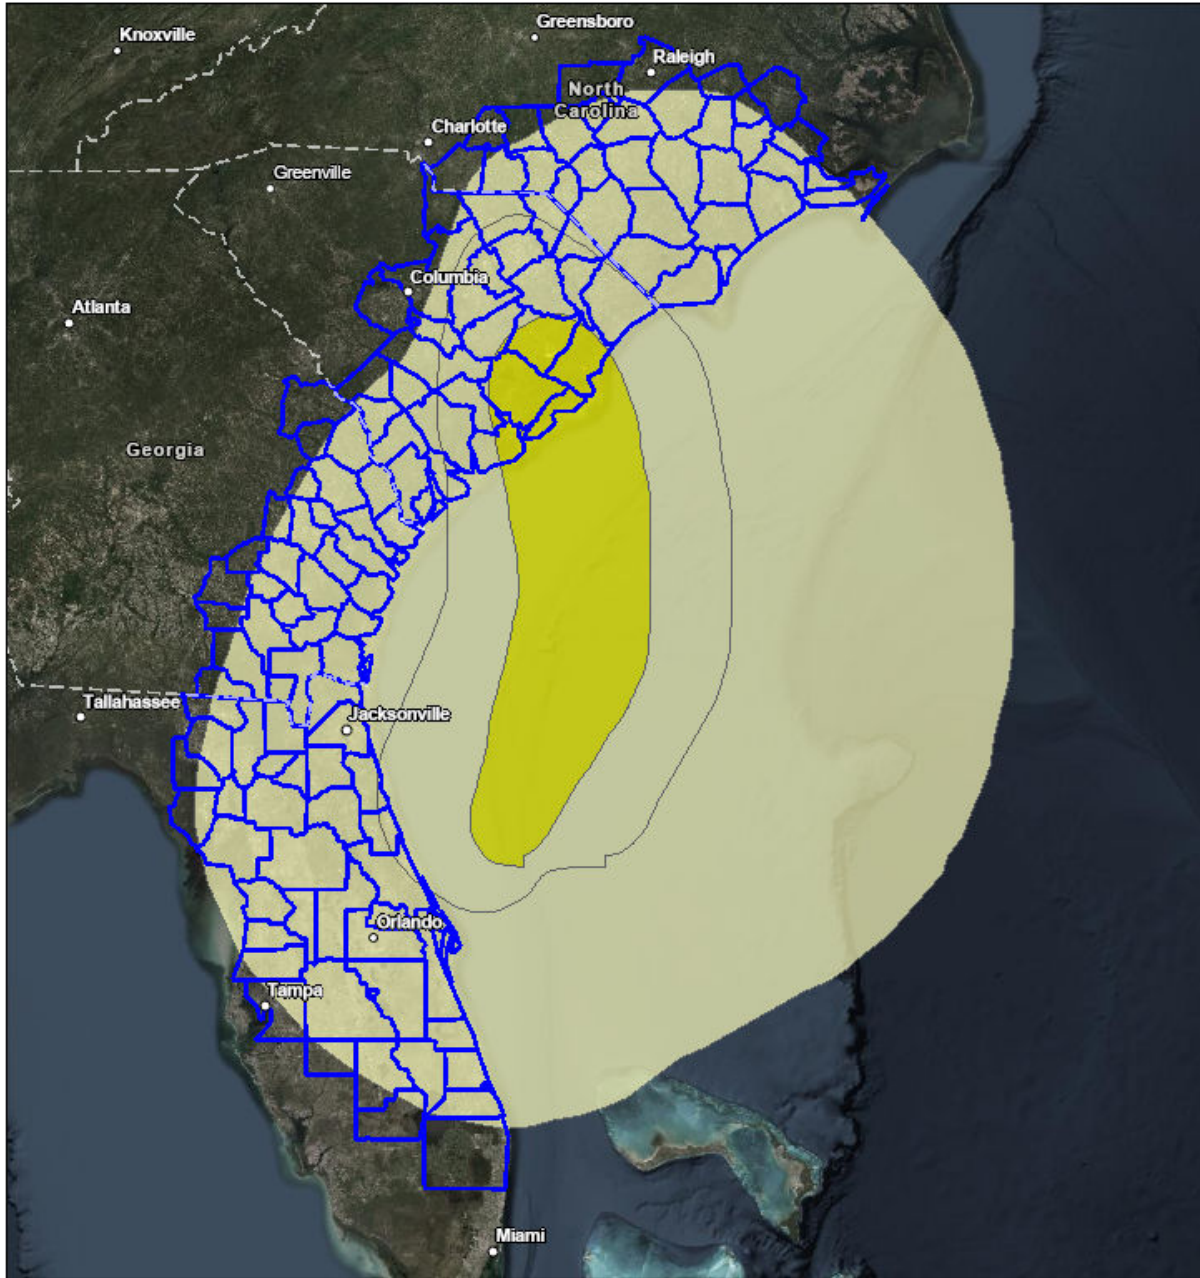 Greensboro
Knoxville
Raleigh
North
Carolina
Charlotte
Greenville
Columbia
Atlanta
Georgia
Tallahassee
Jacksonville
Orlando
Tampa
Miami